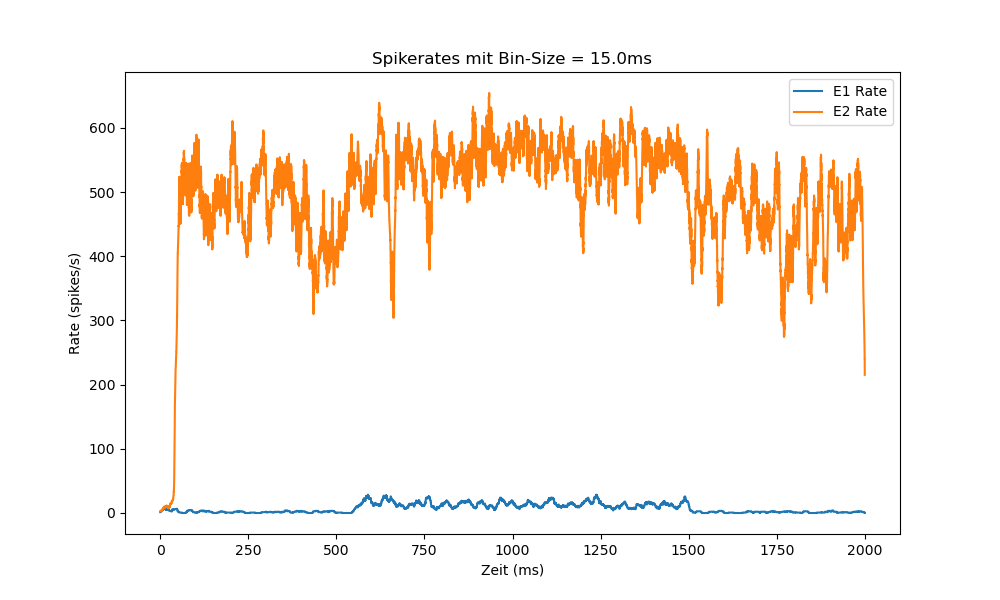 Spikerates mit Bin-Size = 15.0ms
E1 Rate
E2 Rate
Rate (spikes/s)
600
500
400
300
200
100
0
0 250 500 750 1000 1250 1500 1750 2000
Zeit (ms)